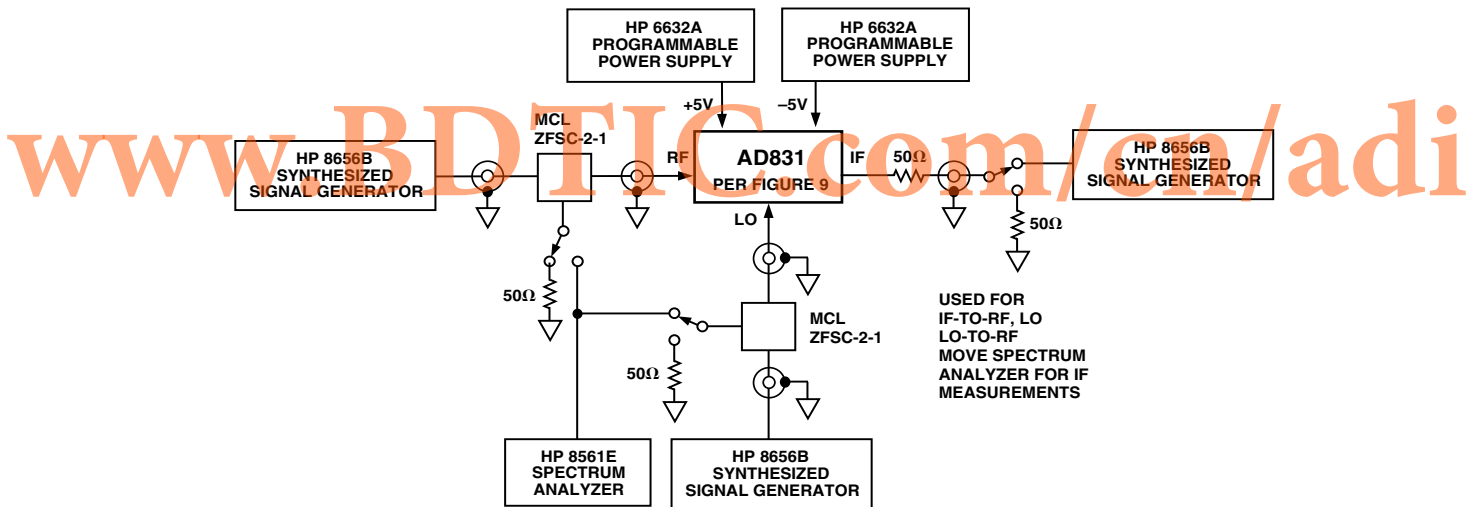 HP 6632A
PROGRAMMABLE
POWER SUPPLY
HP 6632A
PROGRAMMABLE
POWER SUPPLY
+5V
–5V
www.BDTIC.com/cn/adi
MCL
ZFSC-2-1
HP 8656B
SYNTHESIZED
SIGNAL GENERATOR
RF
AD831
PER FIGURE 9
IF
50Ω
HP 8656B
SYNTHESIZED
SIGNAL GENERATOR
LO
50Ω
50Ω
MCL
ZFSC-2-1
50Ω
USED FOR
IF-TO-RF, LO
LO-TO-RF
MOVE SPECTRUM
ANALYZER FOR IF
MEASUREMENTS
HP 8561E
SPECTRUM
ANALYZER
HP 8656B
SYNTHESIZED
SIGNAL GENERATOR